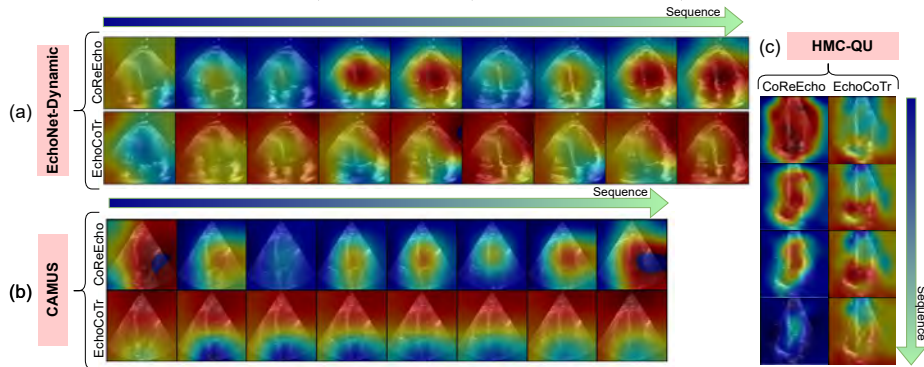 Sequence
(a)
EchoNet-Dynamic
CoReEcho
EchoCoTr
Sequence
(b)
CAMUS
CoReEcho
EchoCoTr
(c)
HMC-QU
CoReEcho EchoCoTr
Sequence